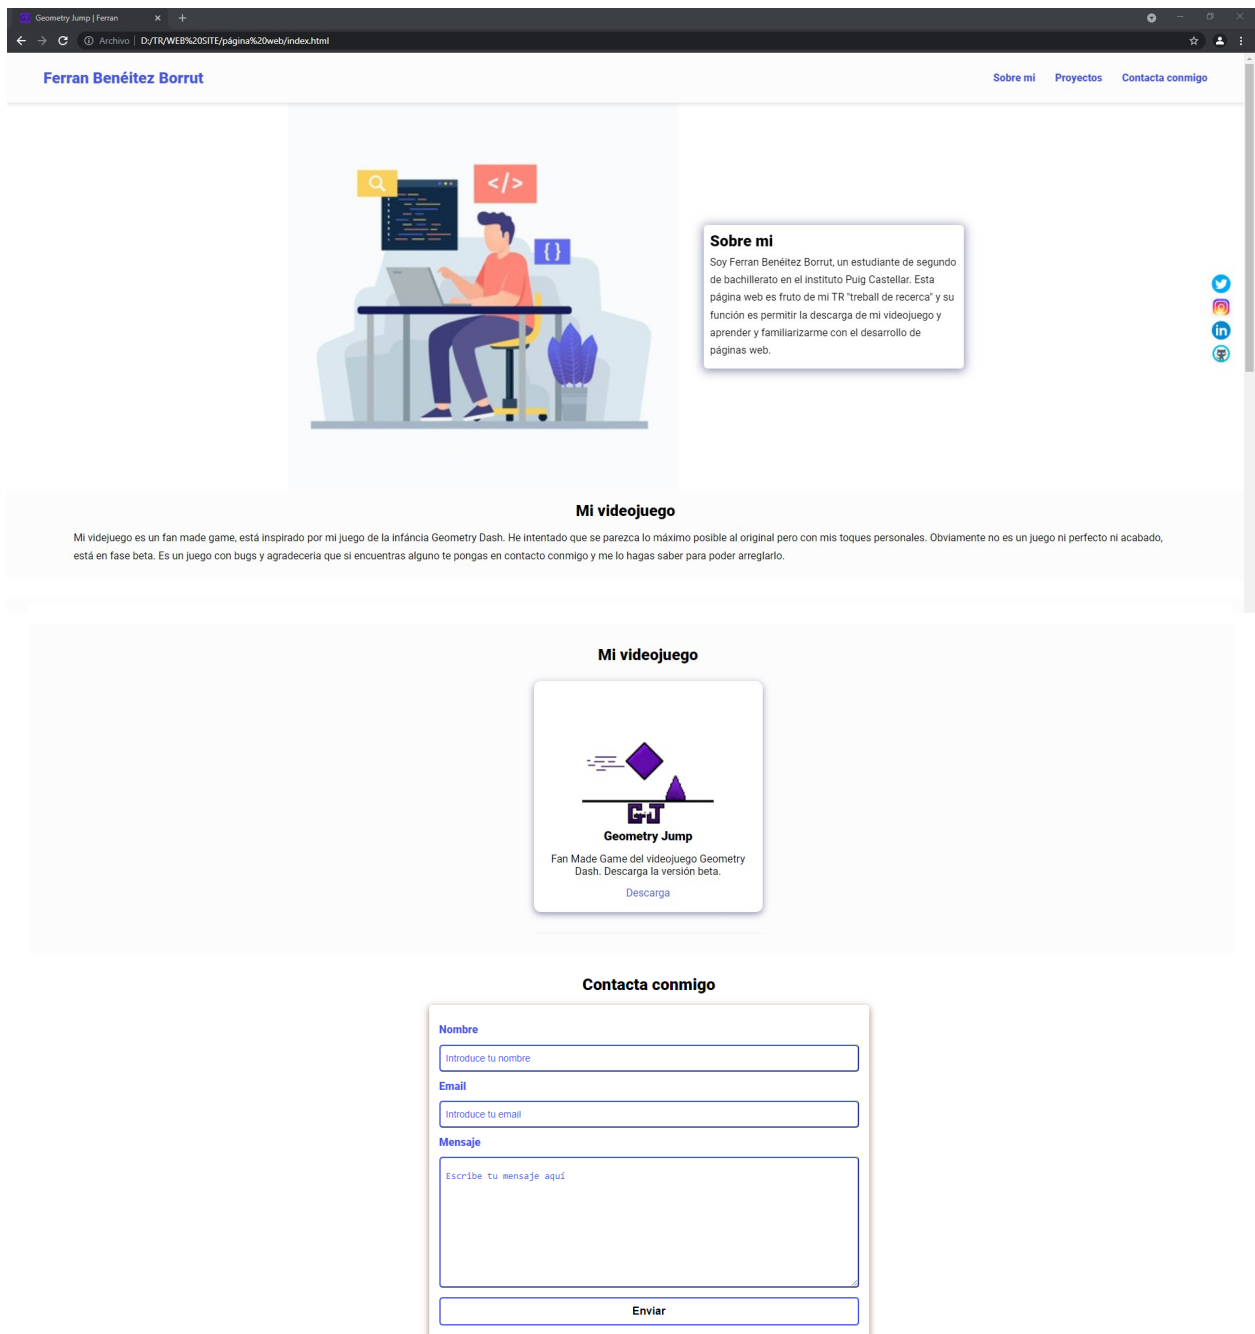 Geometry Jump | Ferran
Archivo | D:/TR/WEB%20SITE/página%20web/index.html
Ferran Benéitez Borrut
Sobre mi Proyectos Contacta conmigo
</>
{}
Sobre mi
Soy Ferran Benéitez Borrut, un estudiante de segundo
de bachillerato en el instituto Puig Castellar. Esta
página web es fruto de mi TR "treball de recerca" y su
función es permitir la descarga de mi videojuego y
aprender y familiarizarme con el desarrollo de
páginas web.
in
Mi videojuego
Mi videjuego es un fan made game, está inspirado por mi juego de la infáncia Geometry Dash. He intentado que se parezca lo máximo posible al original pero con mis toques personales. Obviamente no es un juego ni perfecto ni acabado,
está en fase beta. Es un juego con bugs y agradeceria que si encuentras alguno te pongas en contacto conmigo y me lo hagas saber para poder arreglarlo.
Mi videojuego
GJ
Geometry Jump
Fan Made Game del videojuego Geometry
Dash. Descarga la versión beta.
Descarga
Contacta conmigo
Nombre
Introduce tu nombre
Email
Introduce tu email
Mensaje
Escribe tu mensaje aquí
Enviar